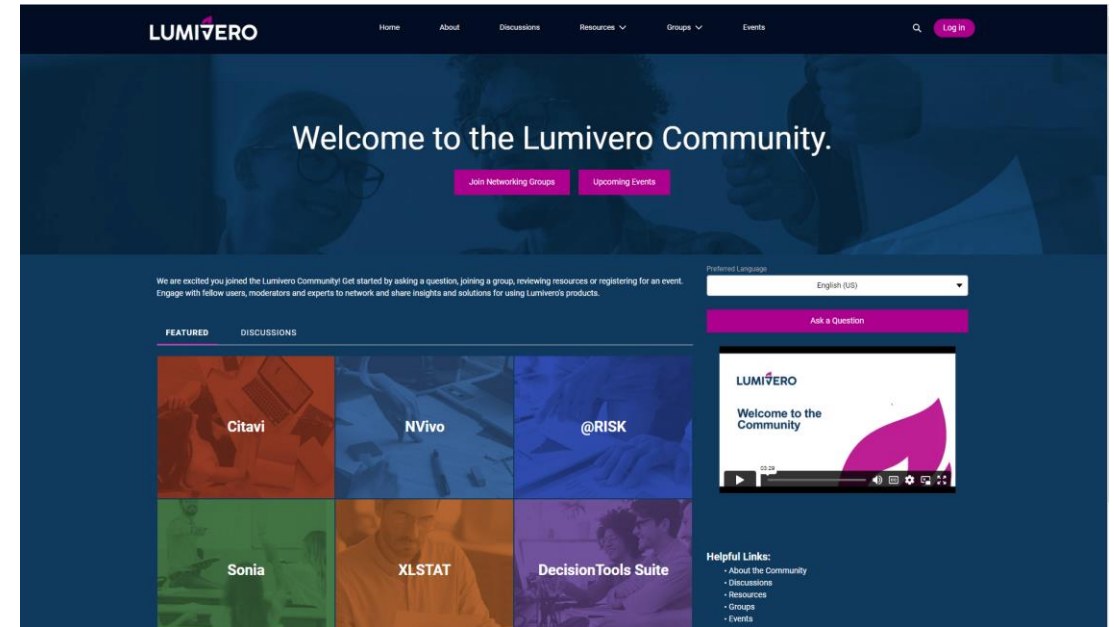 LUMIVERO
Home About Discussions Resources Groups Events Log in
Welcome to the Lumivero Community.
Join Networking Groups Upcoming Events
We are excited you joined the Lumivero Community! Get started by asking a question, joining a group, reviewing resources or registering for an event.
Engage with fellow users, moderators and experts to network and share insights and solutions for using Lumivero's products.
FEATURED DISCUSSIONS
Citavi NVivo @RISK
Sonia XLSTAT DecisionTools Suite
Preferred Language
English (US)
Ask a Question
LUMIVERO
Welcome to the
Community
03:29
CC
Helpful Links:
• About the Community
• Discussions
• Resources
• Groups
• Events